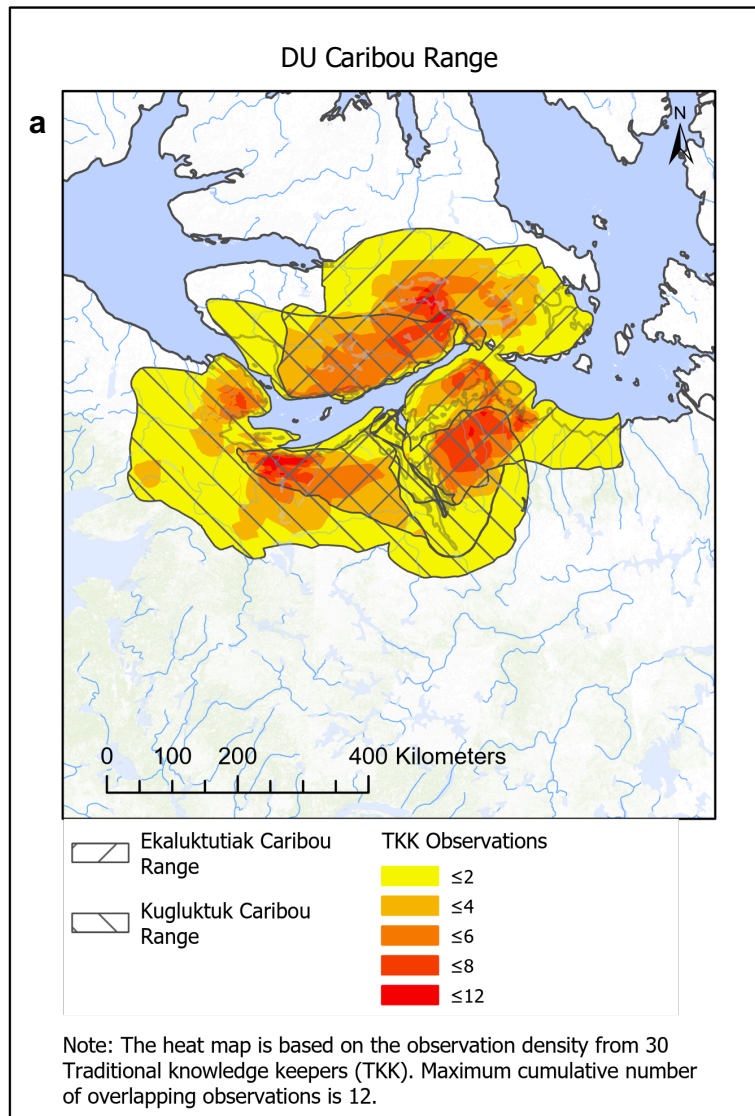 DU Caribou Range
a
N
0 100 200 400 Kilometers
Ekaluktutiak Caribou
Range
Kugluktuk Caribou
Range
TKK Observations
≤2
≤4
≤6
≤8
≤12
Note: The heat map is based on the observation density from 30
Traditional knowledge keepers (TKK). Maximum cumulative number
of overlapping observations is 12.